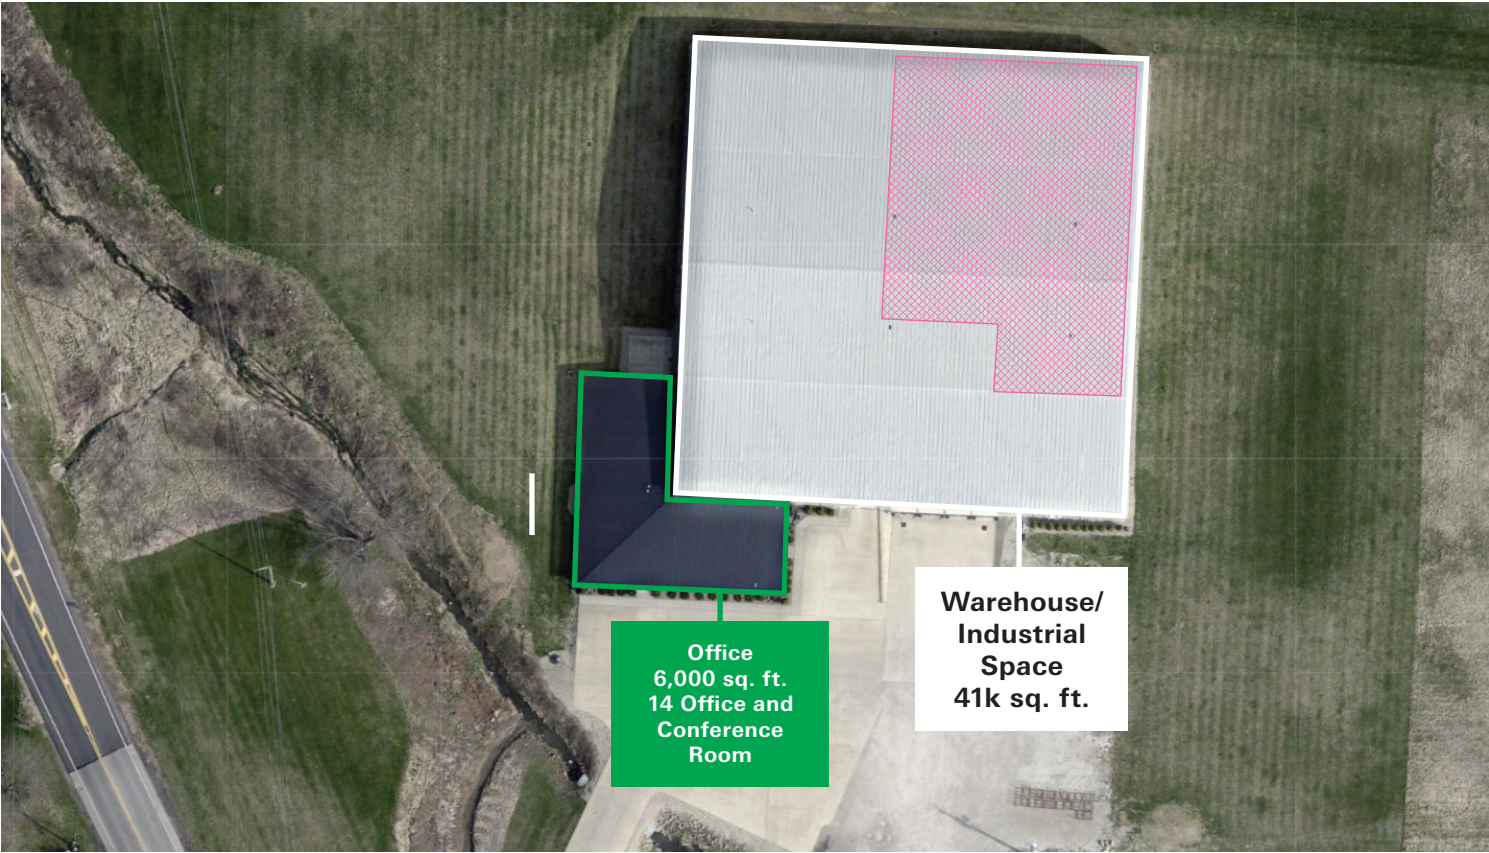 Office
6,000 sq. ft.
14 Office and
Conference
Room
Warehouse/
Industrial
Space
41k sq. ft.